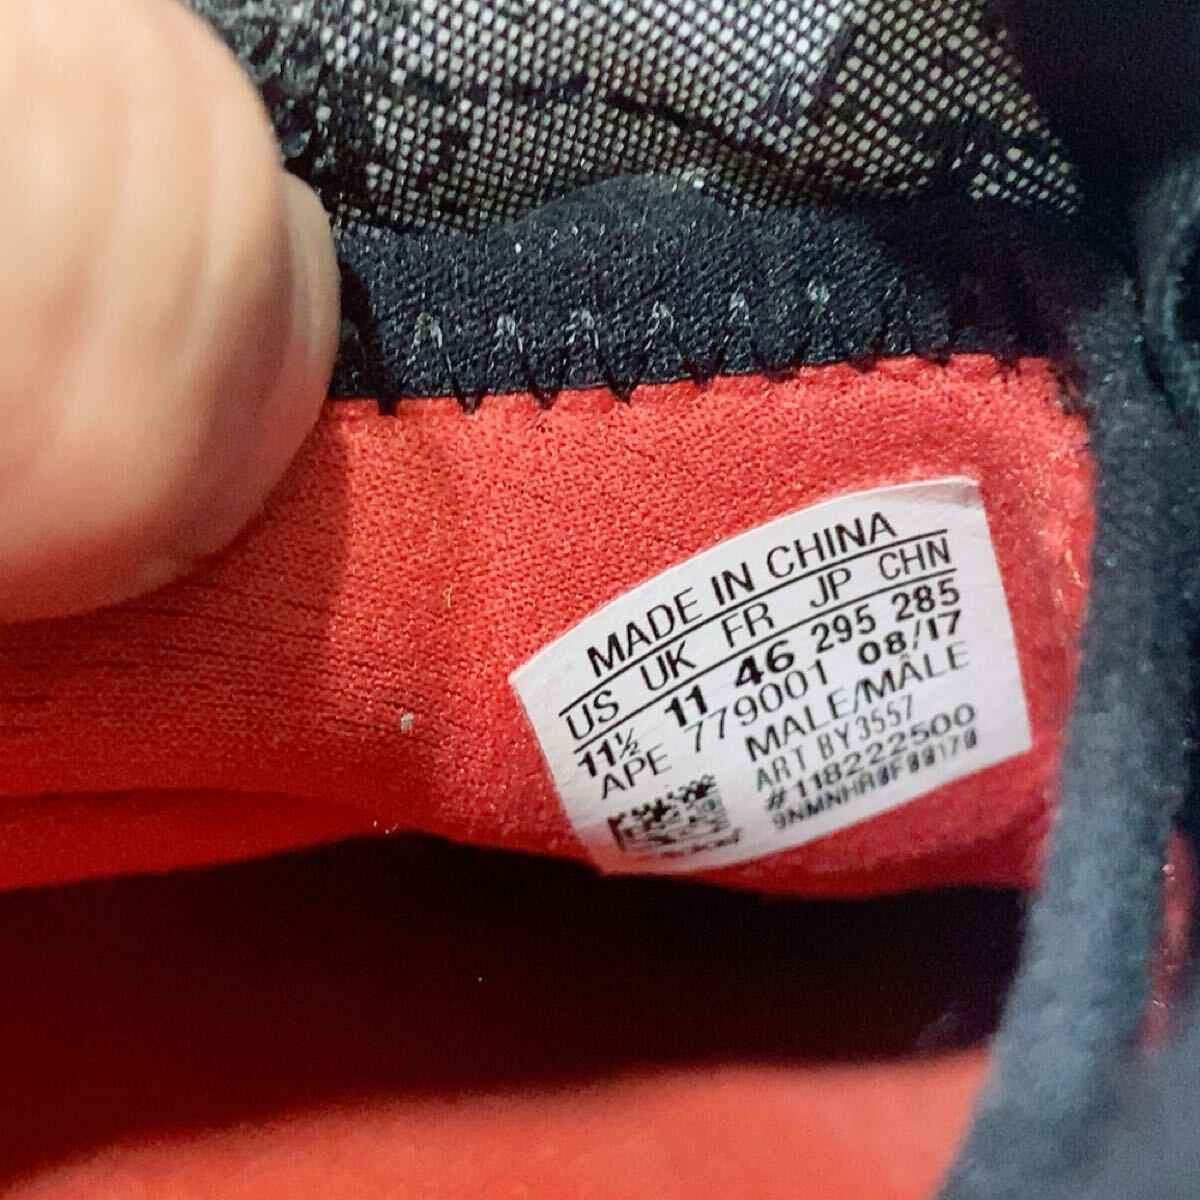 MADE IN CHINA
US UK FR JP CHN
11½ 11 46 295 285
APE 779001 08/17
MALE/MÂLE
ART BY3557
#118222500
9NMNHR0F00170